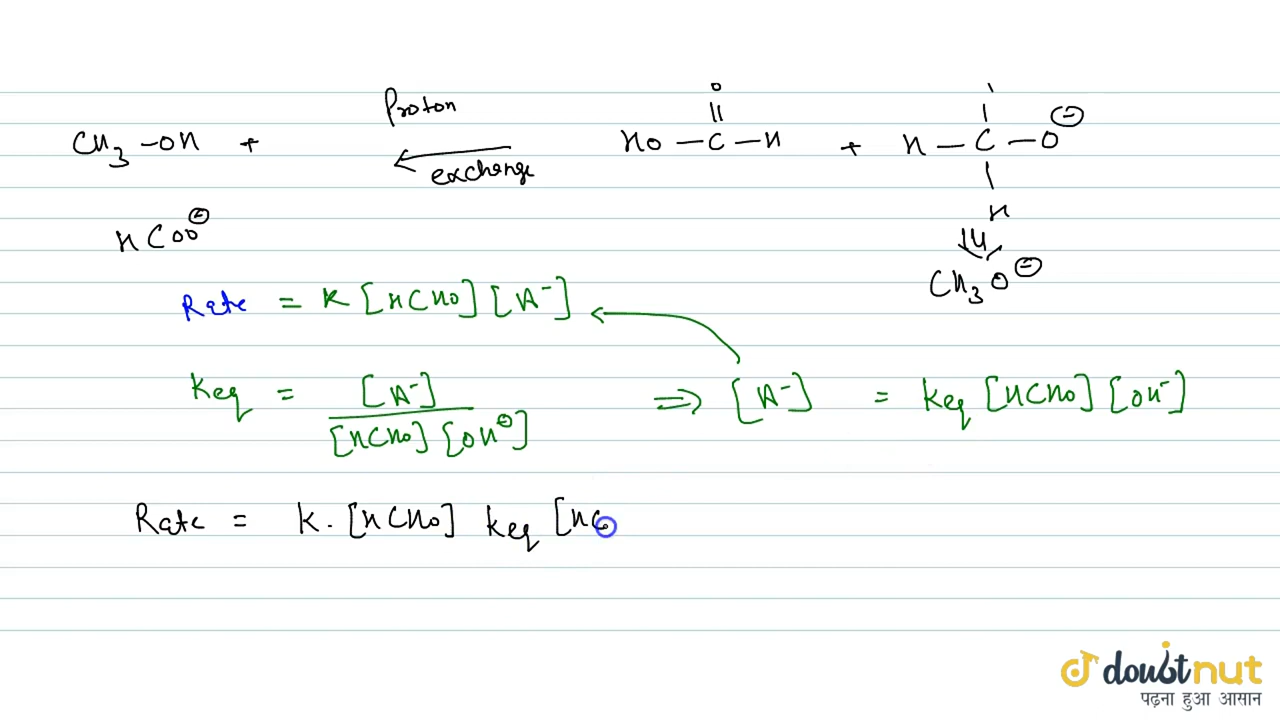 Proton
O
||
CH₃ – OH + ← exchange HO – C – H + H – C – O⊖
|
H
HCOO⊖
CH₃O⊖
Rate = K [HCHO] [A⁻]
Keq = [A⁻] / [HCHO] [OH⊖] ⇒ [A⁻] = Keq [HCHO] [OH⁻]
Rate = K. [HCHO] Keq [HC
doubtnut
पढ़ना हुआ आसान